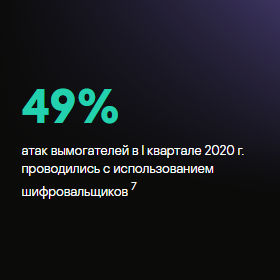 49%
атак вымогателей в I квартале 2020 г.
проводились с использованием
шифровальщиков 7